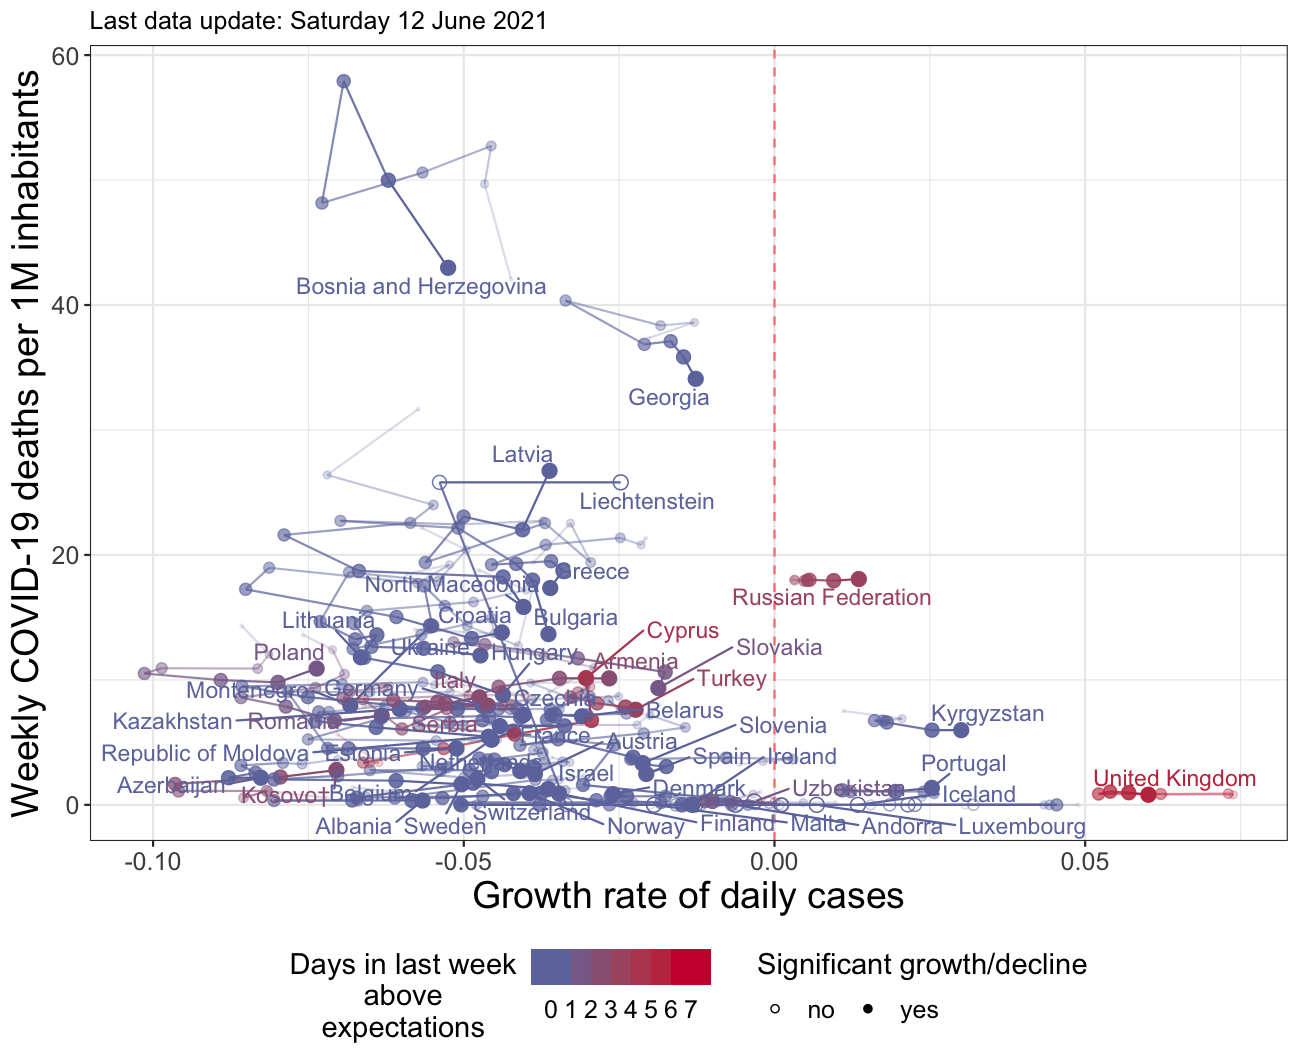 Last data update: Saturday 12 June 2021
Weekly COVID-19 deaths per 1M inhabitants
60
40
20
0
Bosnia and Herzegovina
Georgia
Latvia
Liechtenstein
Greece
North Macedonia
Russian Federation
Lithuania
Croatia
Bulgaria
Cyprus
Ukraine
Slovakia
Poland
Hungary
Armenia
Italy
Turkey
Montenegro
Germany
Czechia
Belarus
Kyrgyzstan
Kazakhstan
Romania
Serbia
Slovenia
France
Austria
Republic of Moldova
Estonia
Netherlands
Spain
Ireland
Portugal
Israel
United Kingdom
Azerbaijan
Kosovo†
Belgium
Denmark
Uzbekistan
Iceland
Switzerland
Albania
Sweden
Norway
Finland
Malta
Andorra
Luxembourg
-0.10
-0.05
0.00
0.05
Growth rate of daily cases
Days in last week
above
expectations
0 1 2 3 4 5 6 7
Significant growth/decline
no
yes